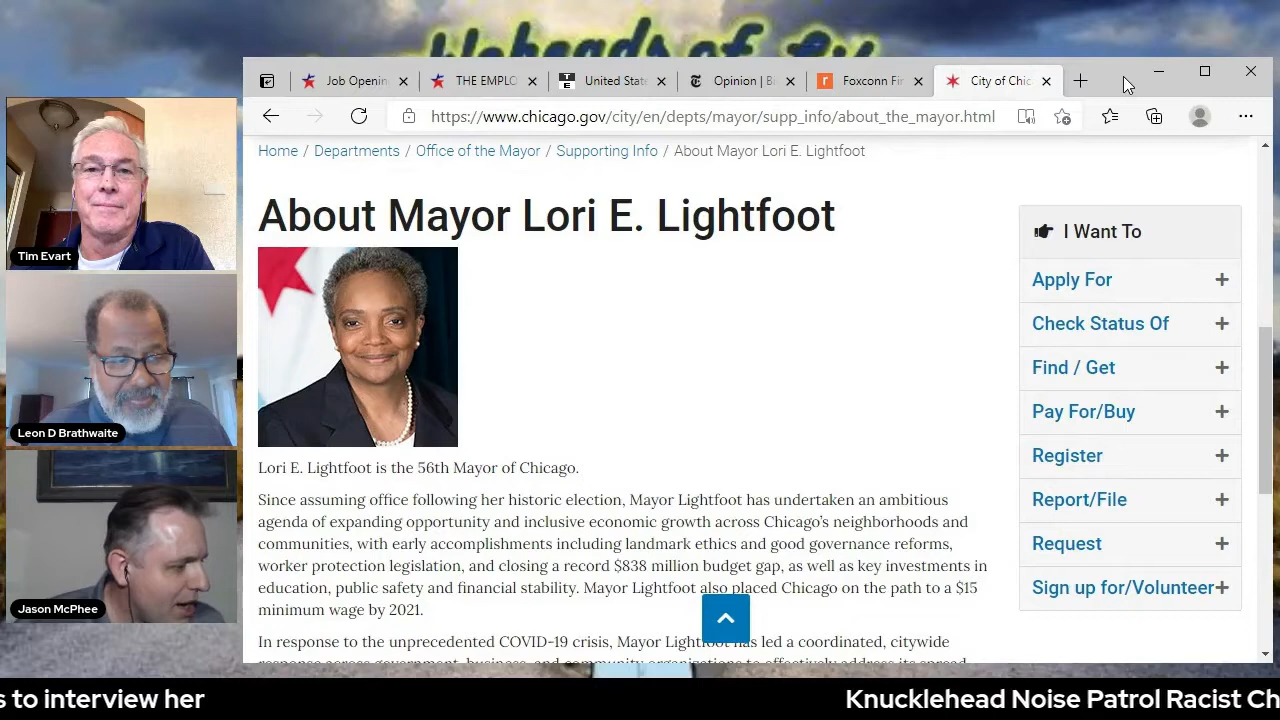 Knuckleheads of
Job Openin
THE EMPLO
United State
Opinion | B
Foxconn Fir
City of Chic
https://www.chicago.gov/city/en/depts/mayor/supp_info/about_the_mayor.html
Home / Departments / Office of the Mayor / Supporting Info / About Mayor Lori E. Lightfoot
About Mayor Lori E. Lightfoot
Lori E. Lightfoot is the 56th Mayor of Chicago.
Since assuming office following her historic election, Mayor Lightfoot has undertaken an ambitious
agenda of expanding opportunity and inclusive economic growth across Chicago’s neighborhoods and
communities, with early accomplishments including landmark ethics and good governance reforms,
worker protection legislation, and closing a record $838 million budget gap, as well as key investments in
education, public safety and financial stability. Mayor Lightfoot also placed Chicago on the path to a $15
minimum wage by 2021.
In response to the unprecedented COVID-19 crisis, Mayor Lightfoot has led a coordinated, citywide
I Want To
Apply For
Check Status Of
Find / Get
Pay For/Buy
Register
Report/File
Request
Sign up for/Volunteer
Tim Evart
Leon D Brathwaite
Jason McPhee
s to interview her
Knucklehead Noise Patrol Racist Ch